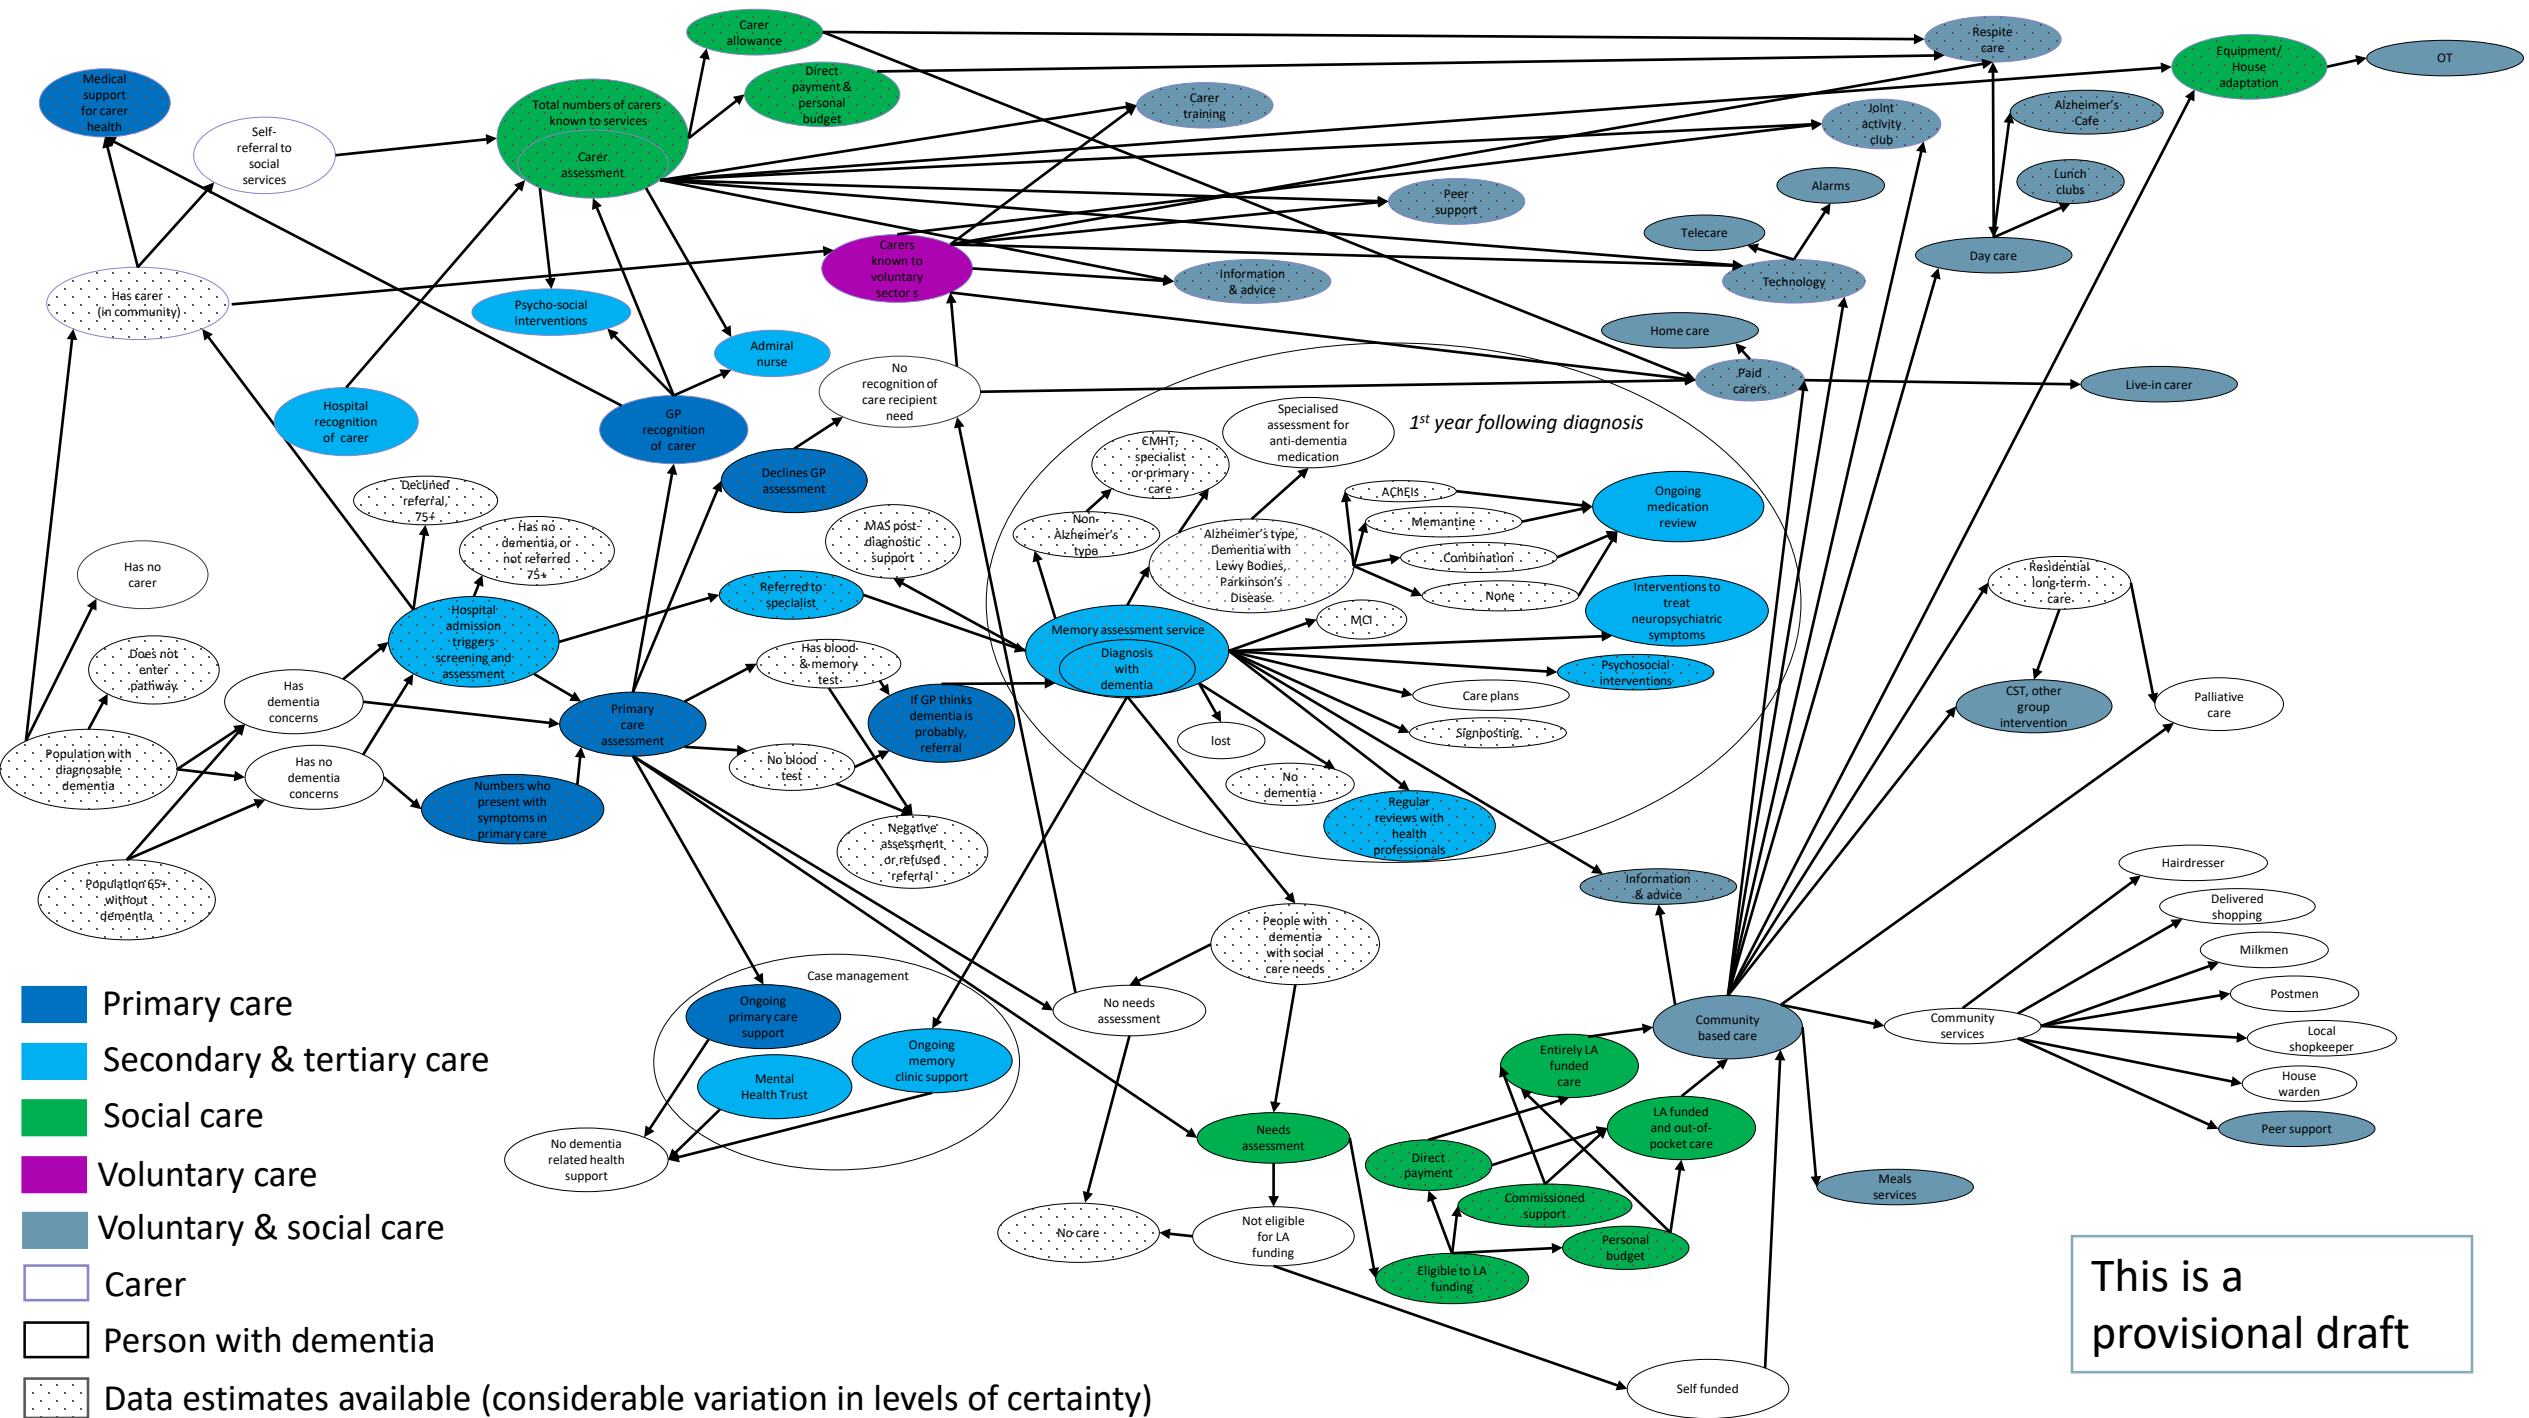 Carer
allowance
Respite
care
Equipment/
House
adaptation
OT
Medical
support
for carer
health
Direct
payment &
personal
budget
Total numbers of carers
known to services
Carer
assessment
Carer
training
Joint
activity
club
Alzheimer's
Cafe
Self-
referral to
social
services
Lunch
clubs
Alarms
Peer
support
Telecare
Day care
Carers
known to
voluntary
sector s
Information
& advice
Technology
Has carer
(in community)
Psycho-social
interventions
Admiral
nurse
Home care
No
recognition of
care recipient
need
Paid
carers
Live-in carer
Hospital
recognition
of carer
GP
recognition
of carer
Specialised
assessment for
anti-dementia
medication
1st year following diagnosis
CMHT,
specialist
or primary
care
Declines GP
assessment
Declined
referral,
75+
AChEIs
Memantine
Combination
None
Ongoing
medication
review
Has no
dementia, or
not referred
75+
MAS post-
diagnostic
support
Non-
Alzheimer's
type
Alzheimer's type,
Dementia with
Lewy Bodies,
Parkinson's
Disease
Has no
carer
Residential
long-term
care
Hospital
admission
triggers
screening and
assessment
Referred to
specialist
Interventions to
treat
neuropsychiatric
symptoms
MCI
Memory assessment service
Diagnosis
with
dementia
Does not
enter
pathway
Has blood
& memory
test
Psychosocial
interventions
Has
dementia
concerns
Care plans
CST, other
group
intervention
Palliative
care
Primary
care
assessment
If GP thinks
dementia is
probably,
referral
Signposting
lost
Population with
diagnosable
dementia
Has no
dementia
concerns
No blood
test
No
dementia
Numbers who
present with
symptoms in
primary care
Regular
reviews with
health
professionals
Negative
assessment
or refused
referral
Hairdresser
Population 65+
without
dementia
Information
& advice
Delivered
shopping
People with
dementia
with social
care needs
Milkmen
Case management
Postmen
Ongoing
primary care
support
No needs
assessment
Community
based care
Community
services
Local
shopkeeper
Ongoing
memory
clinic support
Entirely LA
funded
care
Mental
Health Trust
House
warden
LA funded
and out-of-
pocket care
Needs
assessment
Peer support
No dementia
related health
support
Direct
payment
Meals
services
Commissioned
support
No care
Not eligible
for LA
funding
Personal
budget
Eligible to LA
funding
Self funded
Primary care
Secondary & tertiary care
Social care
Voluntary care
Voluntary & social care
Carer
Person with dementia
Data estimates available (considerable variation in levels of certainty)
This is a
provisional draft